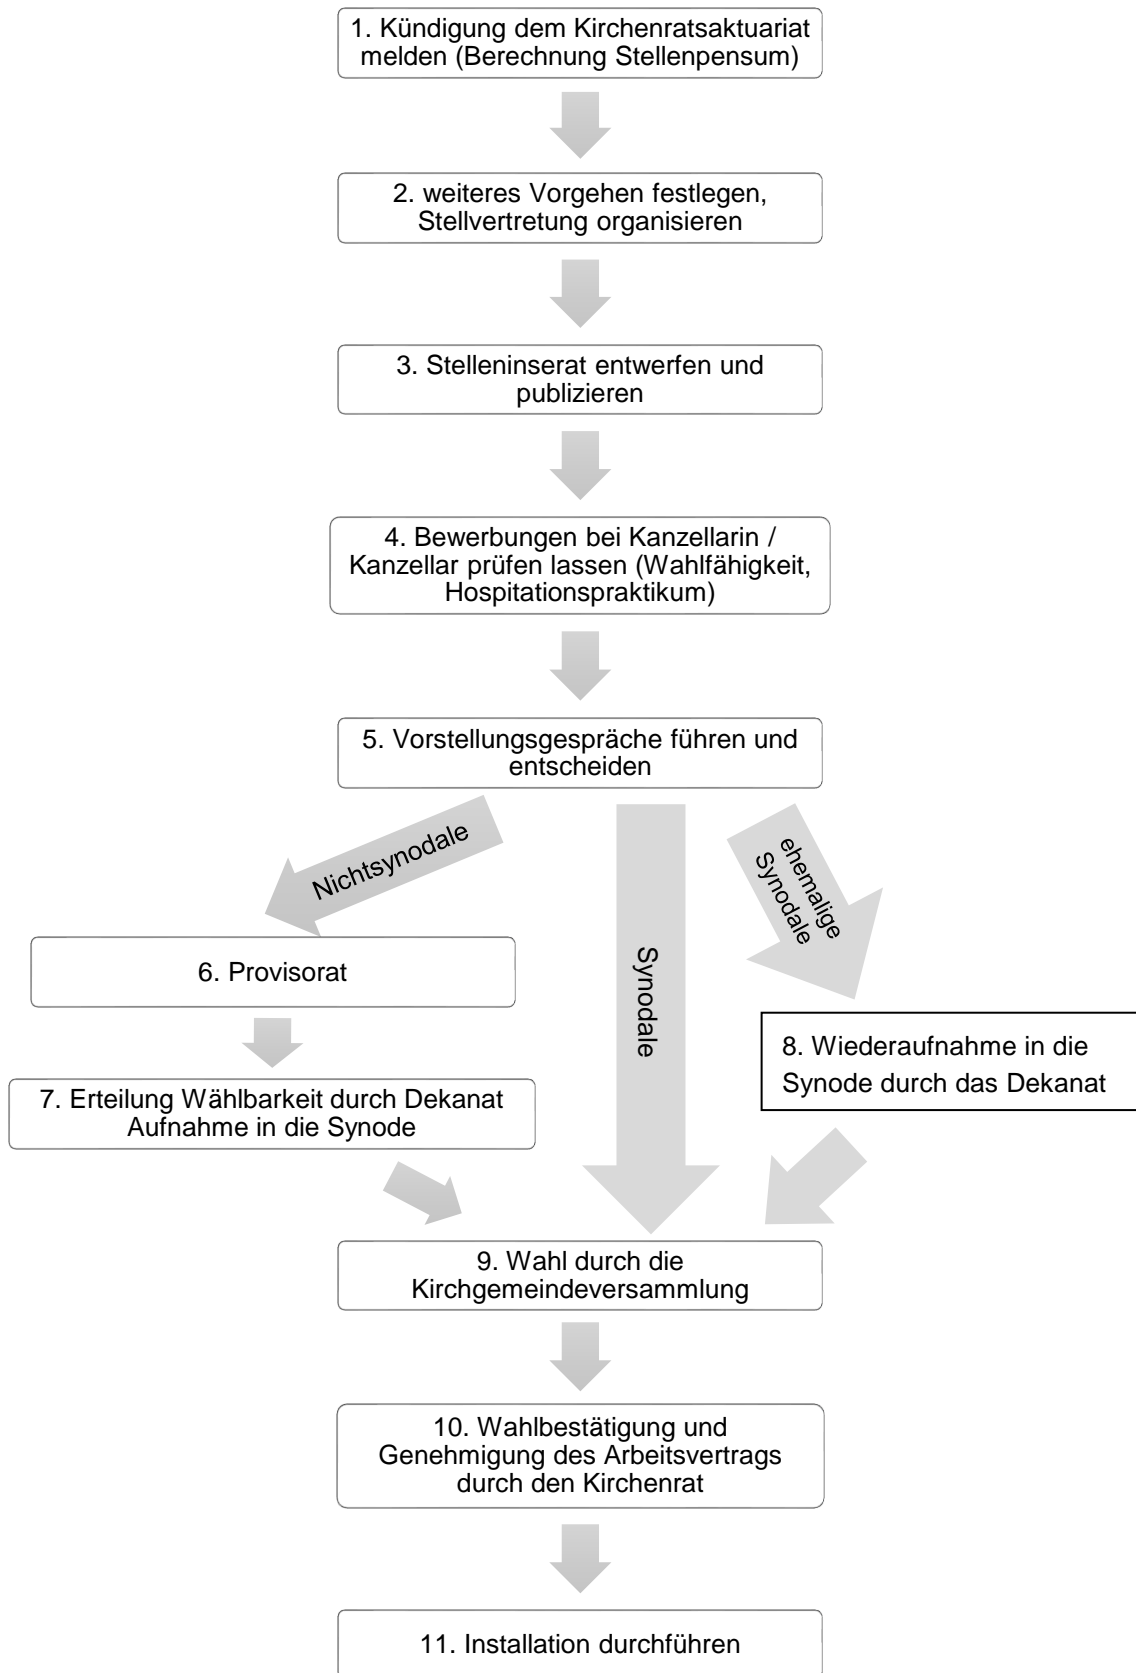 1. Kündigung dem Kirchenratsaktuariat
melden (Berechnung Stellenpensum)
2. weiteres Vorgehen festlegen,
Stellvertretung organisieren
3. Stelleninserat entwerfen und
publizieren
4. Bewerbungen bei Kanzellarin /
Kanzellar prüfen lassen (Wahlfähigkeit,
Hospitationspraktikum)
5. Vorstellungsgespräche führen und
entscheiden
Nichtsynodale
Synodale
ehemalige
Synodale
6. Provisorat
7. Erteilung Wählbarkeit durch Dekanat
Aufnahme in die Synode
8. Wiederaufnahme in die
Synode durch das Dekanat
9. Wahl durch die
Kirchgemeindeversammlung
10. Wahlbestätigung und
Genehmigung des Arbeitsvertrags
durch den Kirchenrat
11. Installation durchführen